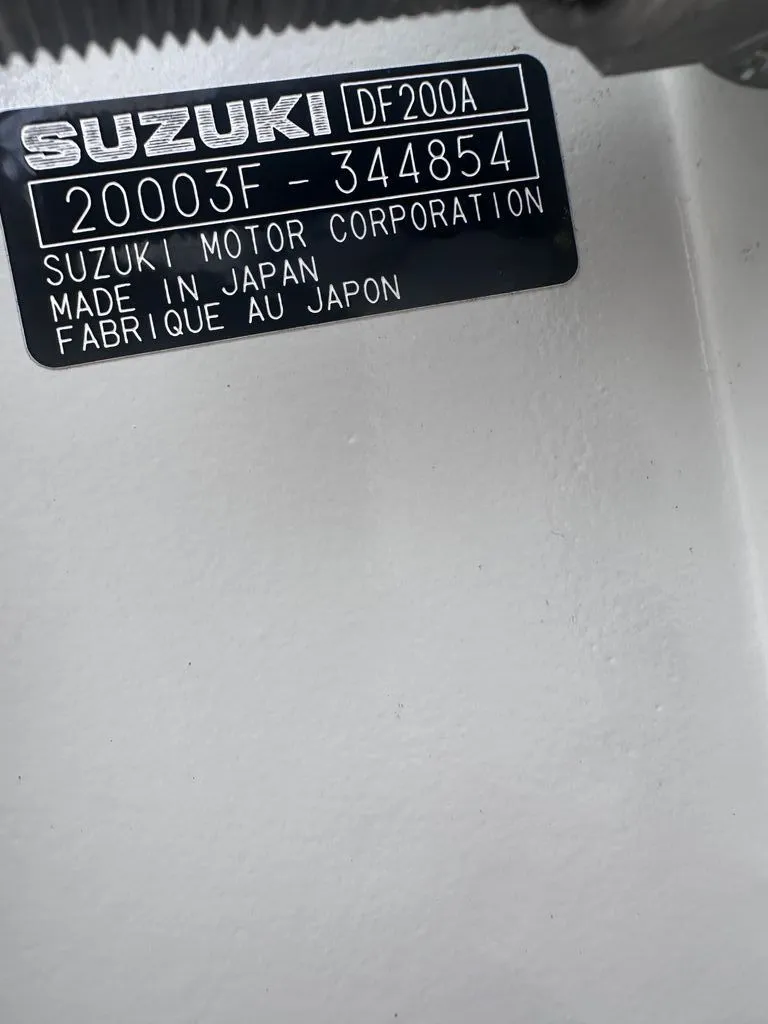 SUZUKI DF200A
20003F - 344854
SUZUKI MOTOR CORPORATION
MADE IN JAPAN
FABRIQUE AU JAPON